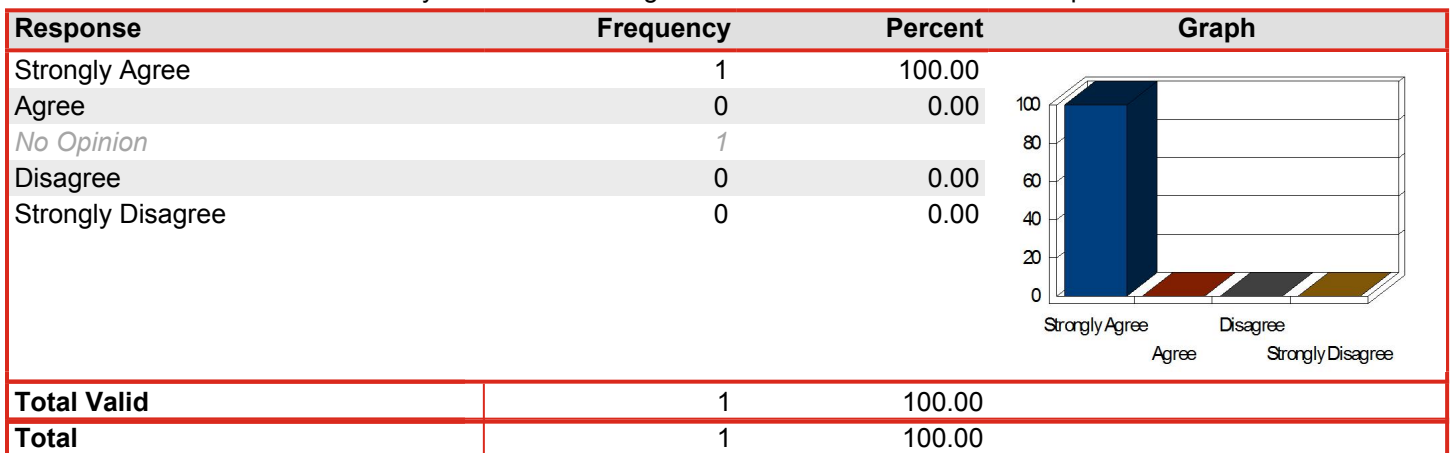 Response Frequency Percent Graph
Strongly Agree 1 100.00
Agree 0 0.00
No Opinion 1
Disagree 0 0.00
Strongly Disagree 0 0.00
100
80
60
40
20
0
Strongly Agree Disagree
Agree Strongly Disagree
Total Valid 1 100.00
Total 1 100.00